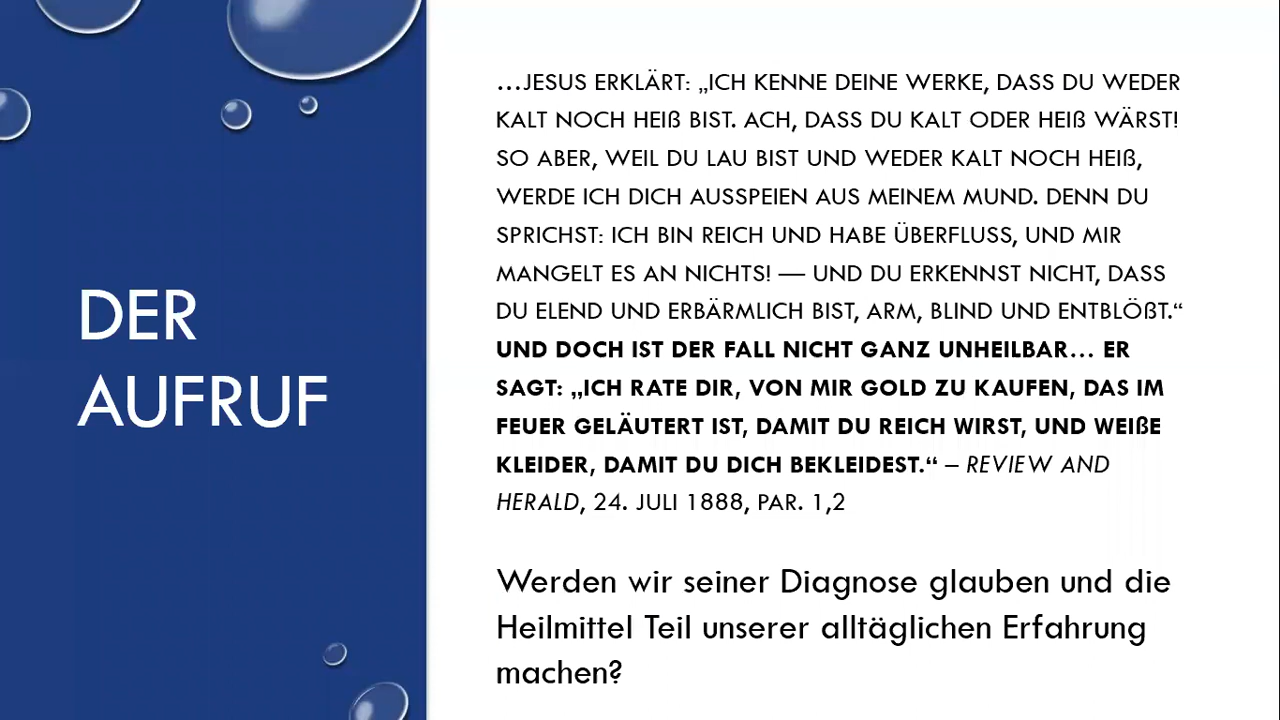 DER
AUFRUF
…JESUS ERKLÄRT: „ICH KENNE DEINE WERKE, DASS DU WEDER
KALT NOCH HEIß BIST. ACH, DASS DU KALT ODER HEIß WÄRST!
SO ABER, WEIL DU LAU BIST UND WEDER KALT NOCH HEIß,
WERDE ICH DICH AUSSPEIEN AUS MEINEM MUND. DENN DU
SPRICHST: ICH BIN REICH UND HABE ÜBERFLUSS, UND MIR
MANGELT ES AN NICHTS! — UND DU ERKENNST NICHT, DASS
DU ELEND UND ERBÄRMLICH BIST, ARM, BLIND UND ENTBLÖßT.“
UND DOCH IST DER FALL NICHT GANZ UNHEILBAR… ER
SAGT: „ICH RATE DIR, VON MIR GOLD ZU KAUFEN, DAS IM
FEUER GELÄUTERT IST, DAMIT DU REICH WIRST, UND WEIßE
KLEIDER, DAMIT DU DICH BEKLEIDEST.“ – REVIEW AND
HERALD, 24. JULI 1888, PAR. 1,2
Werden wir seiner Diagnose glauben und die
Heilmittel Teil unserer alltäglichen Erfahrung
machen?